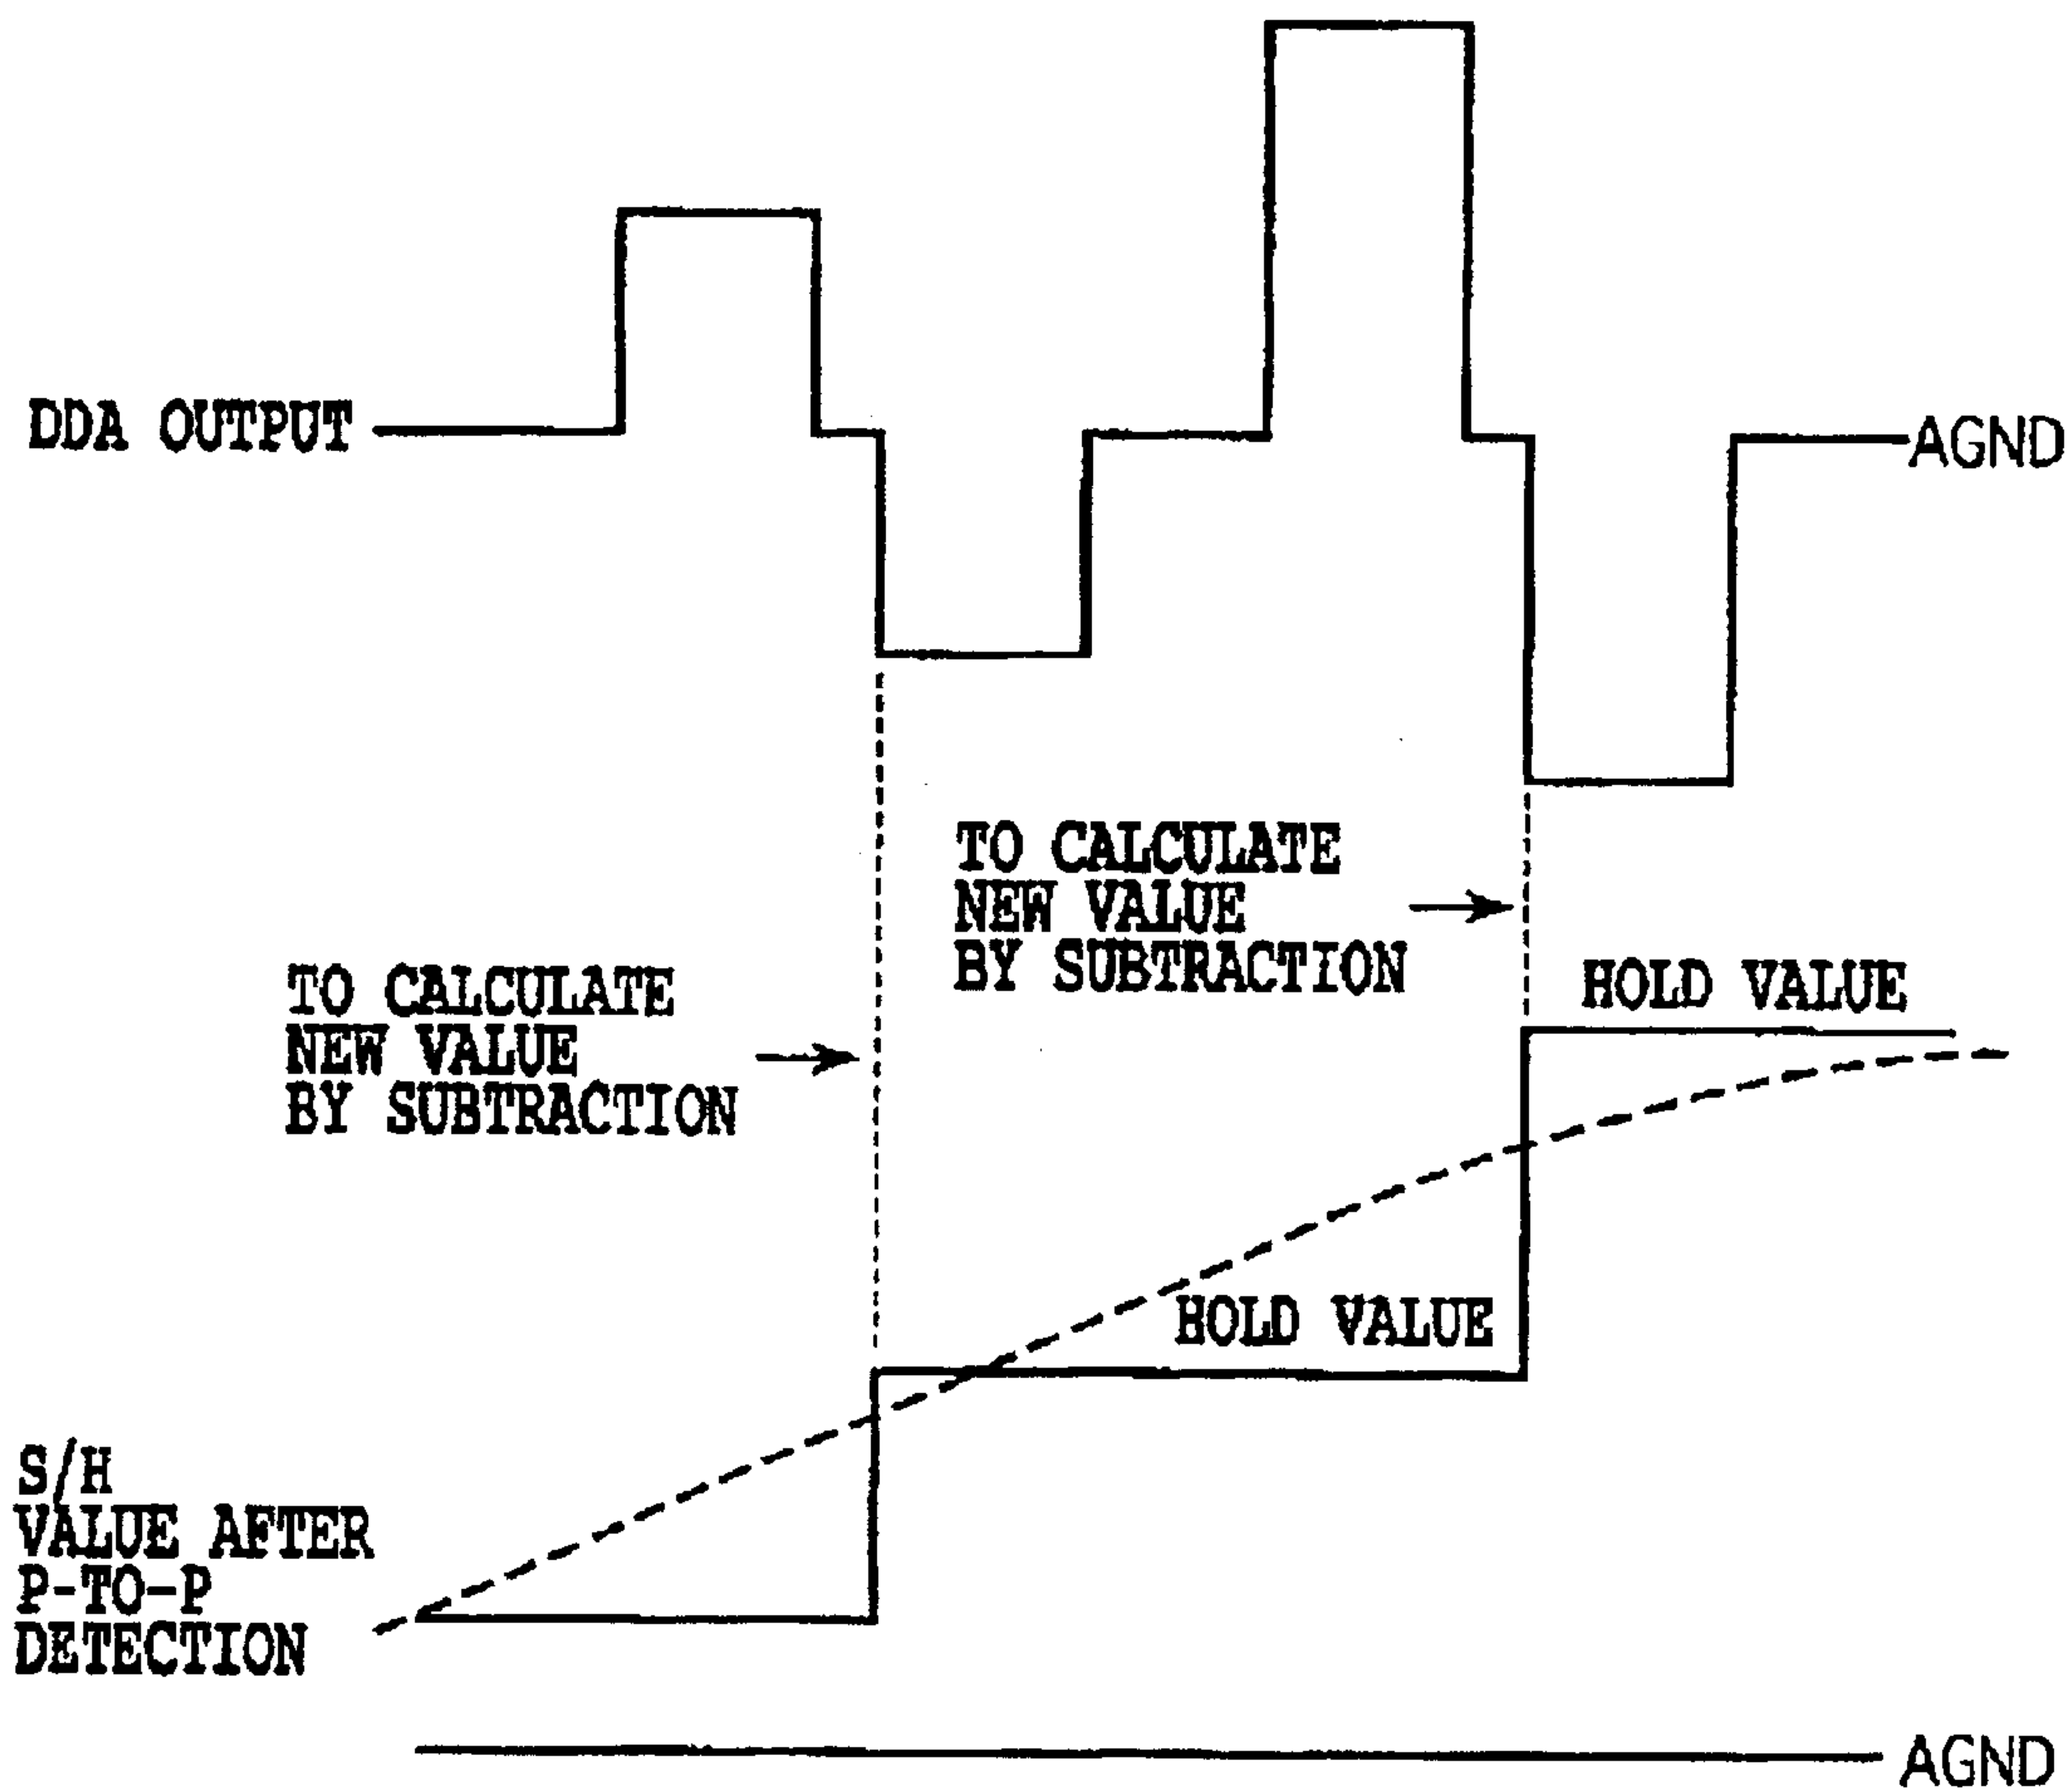 DDA OUTPUT
AGND
TO CALCULATE
NEW VALUE
BY SUBTRACTION
TO CALCULATE
NEW VALUE
BY SUBTRACTION
HOLD VALUE
HOLD VALUE
S/H
VALUE AFTER
P-TO-P
DETECTION
AGND